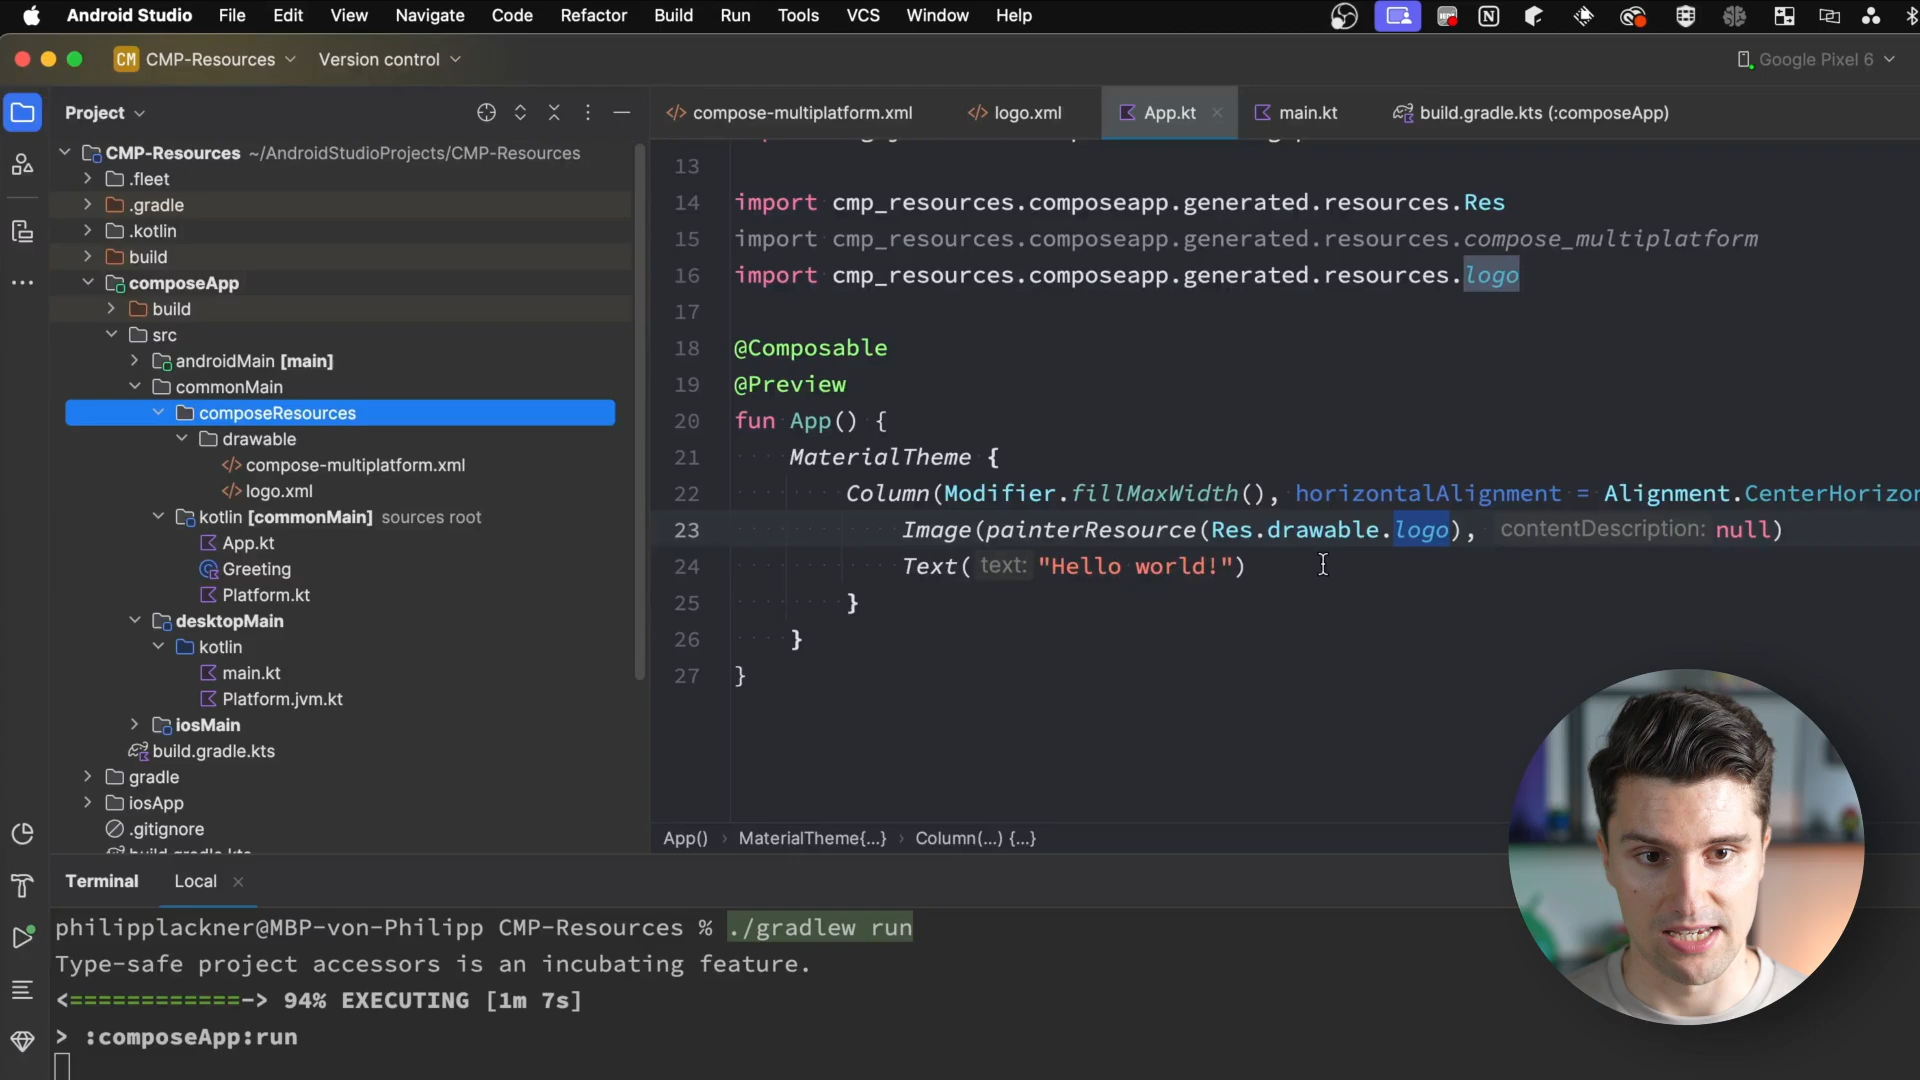 Android Studio File Edit View Navigate Code Refactor Build Run Tools VCS Window Help
CM CMP-Resources Version control Google Pixel 6
Project
compose-multiplatform.xml logo.xml App.kt main.kt build.gradle.kts (:composeApp)
CMP-Resources ~/AndroidStudioProjects/CMP-Resources
.fleet
.gradle
.kotlin
build
composeApp
build
src
androidMain [main]
commonMain
composeResources
drawable
compose-multiplatform.xml
logo.xml
kotlin [commonMain] sources root
App.kt
Greeting
Platform.kt
desktopMain
kotlin
main.kt
Platform.jvm.kt
iosMain
build.gradle.kts
gradle
iosApp
.gitignore
build.gradle.kts
13
14 import cmp_resources.composeapp.generated.resources.Res
15 import cmp_resources.composeapp.generated.resources.compose_multiplatform
16 import cmp_resources.composeapp.generated.resources.logo
17
18 @Composable
19 @Preview
20 fun App() {
21 MaterialTheme {
22 Column(Modifier.fillMaxWidth(), horizontalAlignment = Alignment.CenterHorizon
23 Image(painterResource(Res.drawable.logo), contentDescription: null)
24 Text( text: "Hello world!")
25 }
26 }
27 }
App() › MaterialTheme{...} › Column(...) {...}
Terminal Local
philipplackner@MBP-von-Philipp CMP-Resources % ./gradlew run
Type-safe project accessors is an incubating feature.
<============-> 94% EXECUTING [1m 7s]
> :composeApp:run